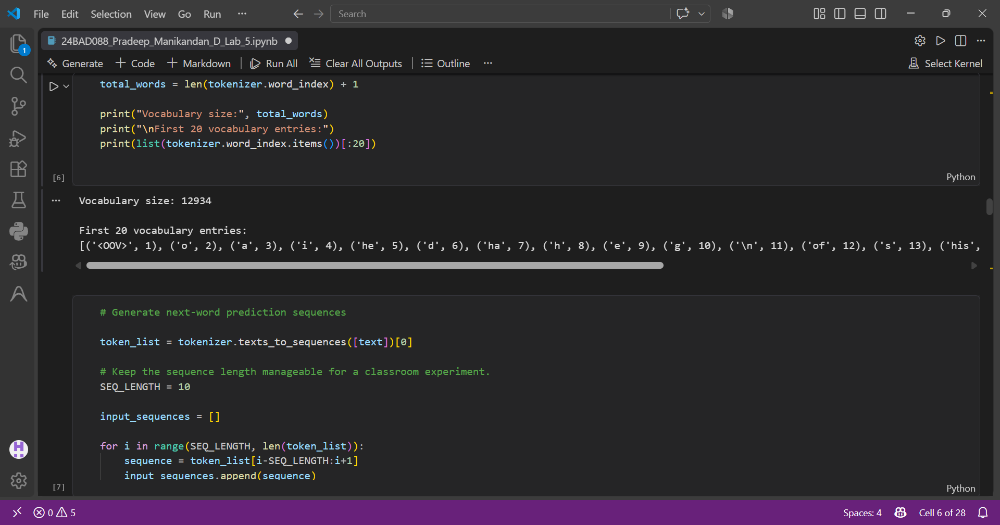 File Edit Selection View Go Run ··· Search
24BAD088_Pradeep_Manikandan_D_Lab_5.ipynb
Generate + Code + Markdown Run All Clear All Outputs Outline ··· Select Kernel
total_words = len(tokenizer.word_index) + 1
print("Vocabulary size:", total_words)
print("\nFirst 20 vocabulary entries:")
print(list(tokenizer.word_index.items())[:20])
[6]
Python
Vocabulary size: 12934
First 20 vocabulary entries:
[('<OOV>', 1), ('o', 2), ('a', 3), ('i', 4), ('he', 5), ('d', 6), ('ha', 7), ('h', 8), ('e', 9), ('g', 10), ('\n', 11), ('of', 12), ('s', 13), ('his',
# Generate next-word prediction sequences
token_list = tokenizer.texts_to_sequences([text])[0]
# Keep the sequence length manageable for a classroom experiment.
SEQ_LENGTH = 10
input_sequences = []
for i in range(SEQ_LENGTH, len(token_list)):
    sequence = token_list[i-SEQ_LENGTH:i+1]
    input_sequences.append(sequence)
[7]
Python
1
0 5 Spaces: 4 Cell 6 of 28